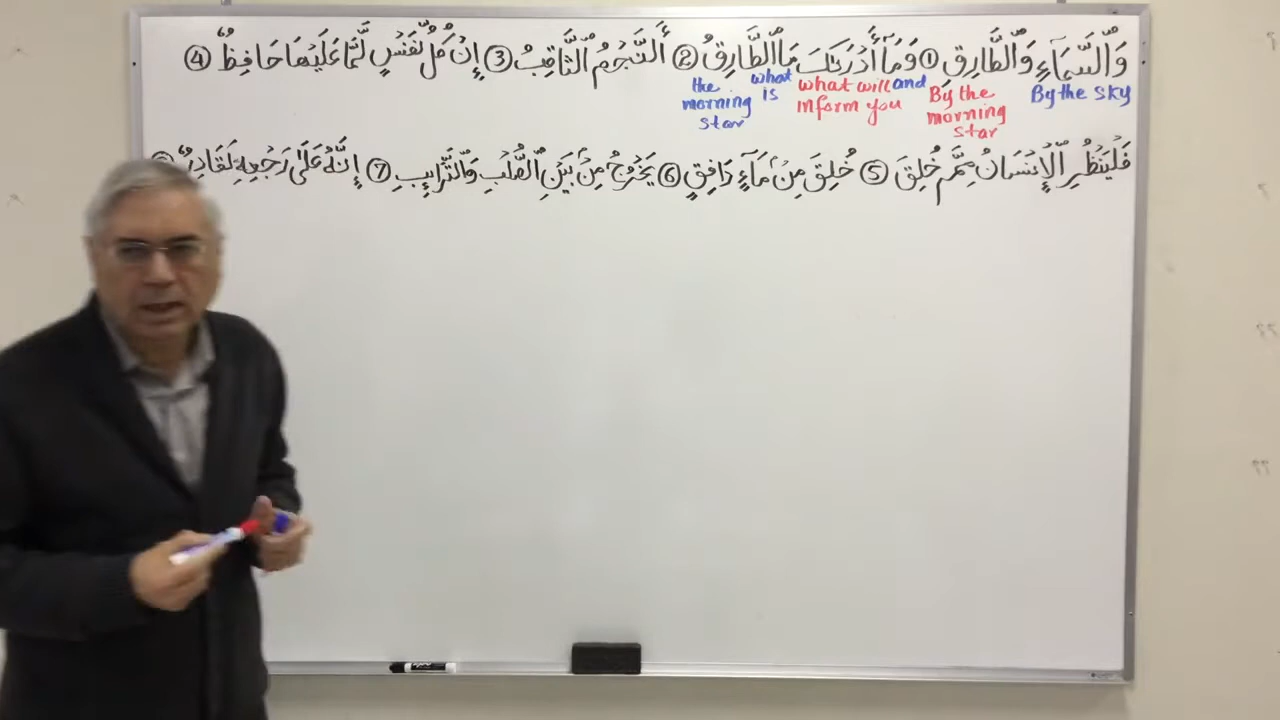 وَٱلسَّمَآءِ وَٱلطَّارِقِ ① وَمَآ أَدْرَىٰكَ مَا ٱلطَّارِقُ ② ٱلنَّجْمُ ٱلثَّاقِبُ ③ إِن كُلُّ نَفْسٍ لَّمَّا عَلَيْهَا حَافِظٌ ④
By the sky
By the morning star
and what will inform you
what is
the morning star
فَلْيَنظُرِ ٱلْإِنسَانُ مِمَّ خُلِقَ ⑤ خُلِقَ مِن مَّآءٍ دَافِقٍ ⑥ يَخْرُجُ مِنۢ بَيْنِ ٱلصُّلْبِ وَٱلتَّرَآئِبِ ⑦ إِنَّهُۥ عَلَىٰ رَجْعِهِۦ لَقَادِرٌ